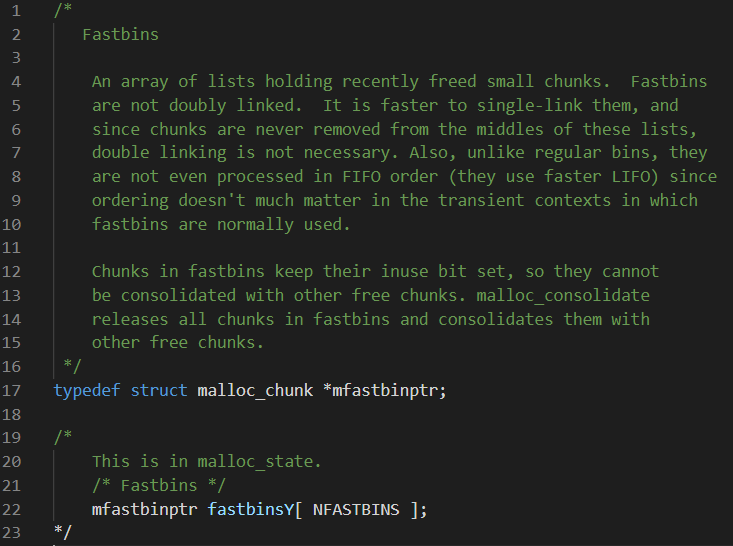 1 /*
2 Fastbins
3
4 An array of lists holding recently freed small chunks.  Fastbins
5 are not doubly linked.  It is faster to single-link them, and
6 since chunks are never removed from the middles of these lists,
7 double linking is not necessary. Also, unlike regular bins, they
8 are not even processed in FIFO order (they use faster LIFO) since
9 ordering doesn't much matter in the transient contexts in which
10 fastbins are normally used.
11
12 Chunks in fastbins keep their inuse bit set, so they cannot
13 be consolidated with other free chunks. malloc_consolidate
14 releases all chunks in fastbins and consolidates them with
15 other free chunks.
16 */
17 typedef struct malloc_chunk *mfastbinptr;
18
19 /*
20 This is in malloc_state.
21 /* Fastbins */
22 mfastbinptr fastbinsY[ NFASTBINS ];
23 */